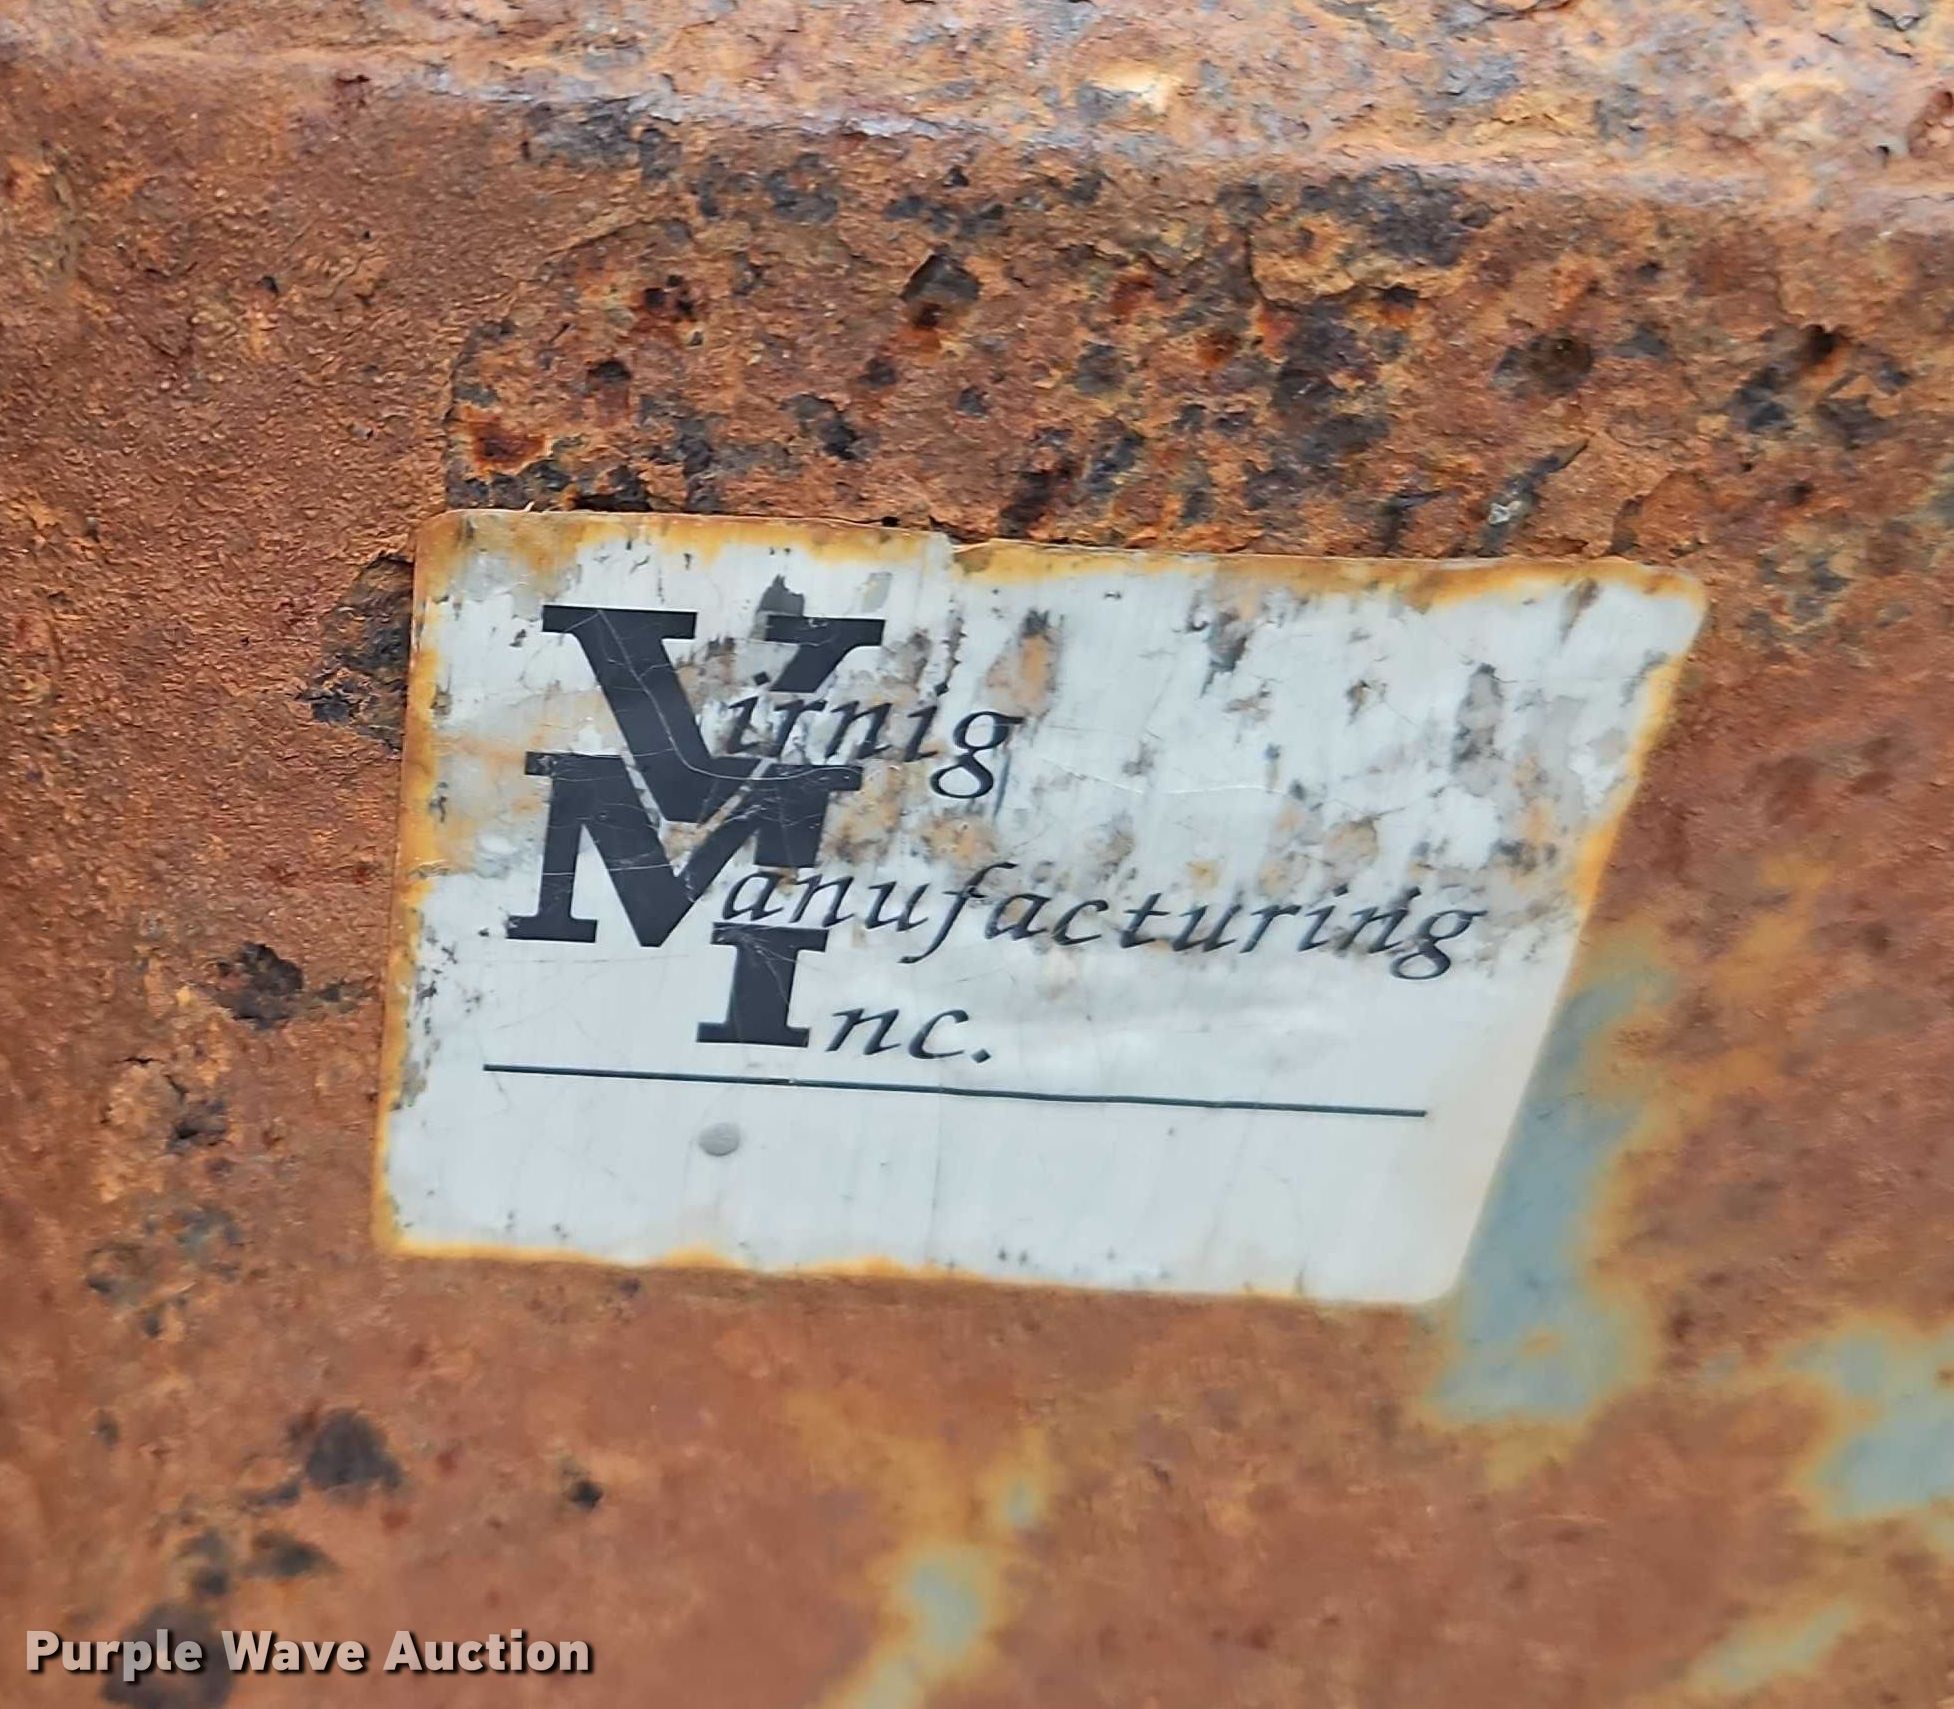 Virnig
Manufacturing
Inc.
Purple Wave Auction